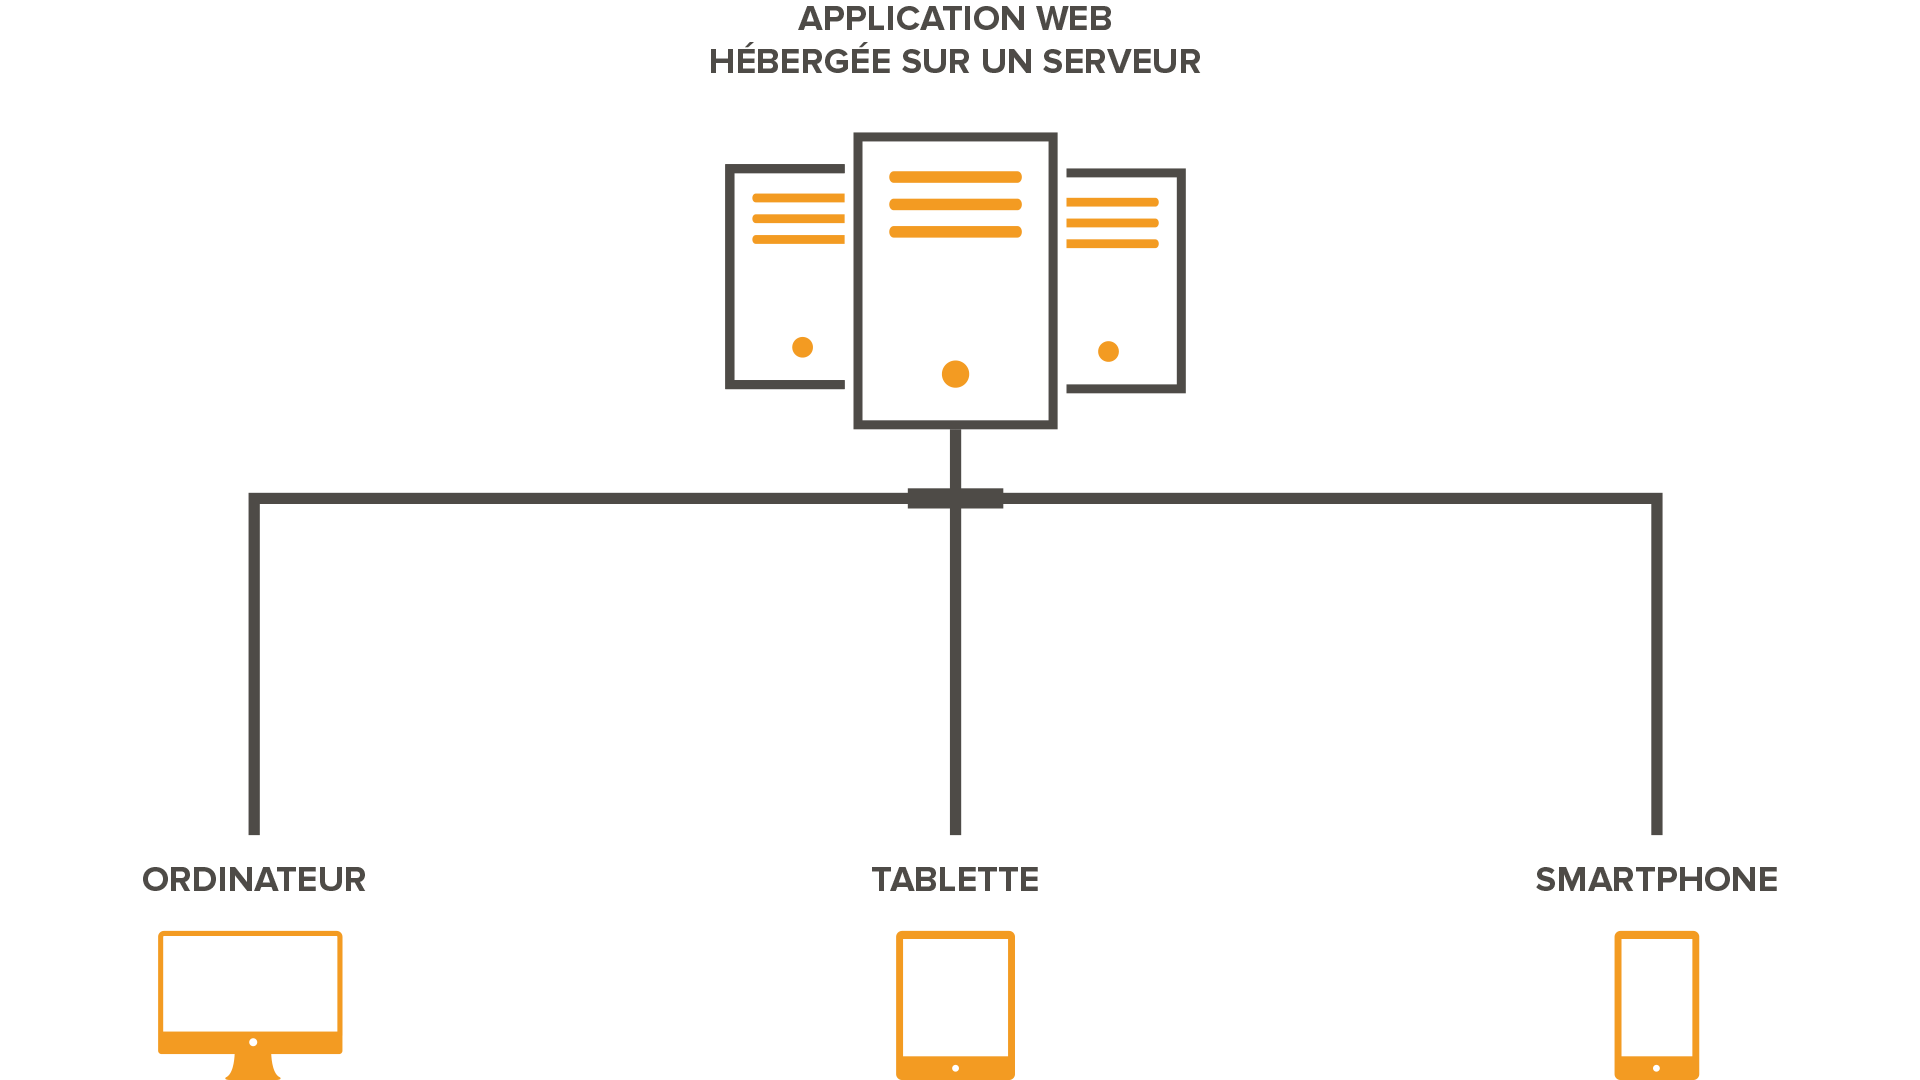 APPLICATION WEB
HÉBERGÉE SUR UN SERVEUR
ORDINATEUR
TABLETTE
SMARTPHONE